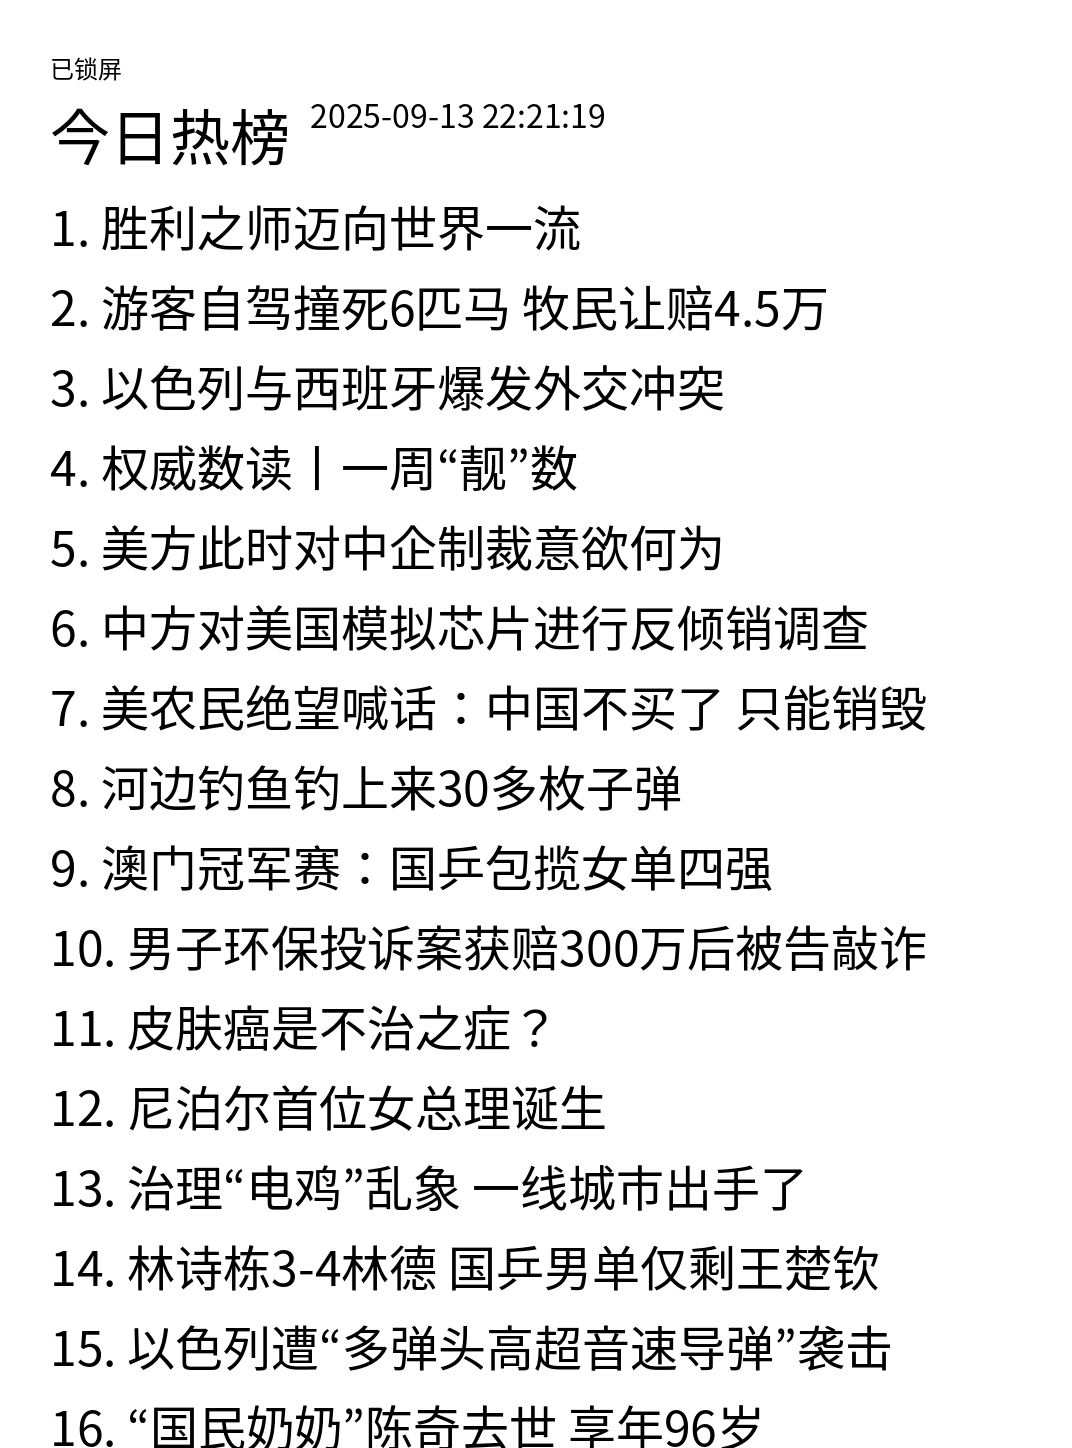 已锁屏
今日热榜 2025-09-13 22:21:19
1. 胜利之师迈向世界一流
2. 游客自驾撞死6匹马 牧民让赔4.5万
3. 以色列与西班牙爆发外交冲突
4. 权威数读丨一周“靓”数
5. 美方此时对中企制裁意欲何为
6. 中方对美国模拟芯片进行反倾销调查
7. 美农民绝望喊话：中国不买了 只能销毁
8. 河边钓鱼钓上来30多枚子弹
9. 澳门冠军赛：国乒包揽女单四强
10. 男子环保投诉案获赔300万后被告敲诈
11. 皮肤癌是不治之症？
12. 尼泊尔首位女总理诞生
13. 治理“电鸡”乱象 一线城市出手了
14. 林诗栋3-4林德 国乒男单仅剩王楚钦
15. 以色列遭“多弹头高超音速导弹”袭击
16. “国民奶奶”陈奇去世 享年96岁